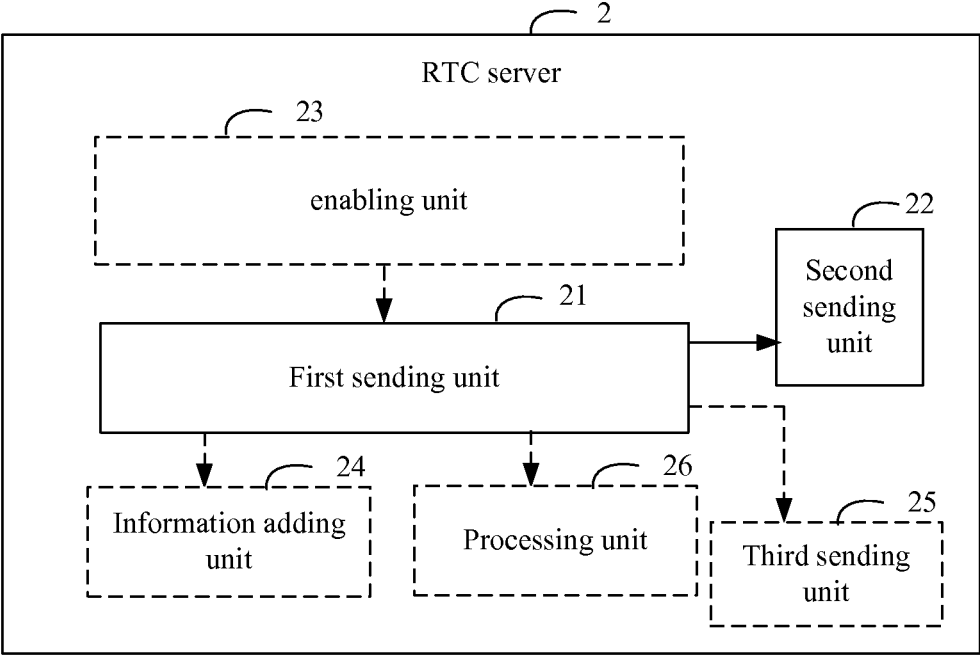 2
RTC server
23
enabling unit
22
Second
sending
unit
21
First sending unit
24
Information adding
unit
26
Processing unit
25
Third sending
unit